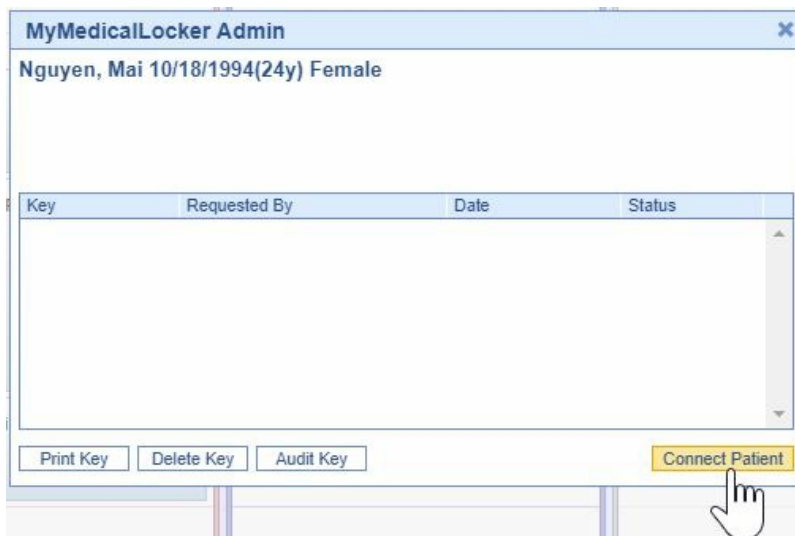 MyMedicalLocker Admin
Nguyen, Mai 10/18/1994(24y) Female
Key Requested By Date Status
Print Key Delete Key Audit Key Connect Patient